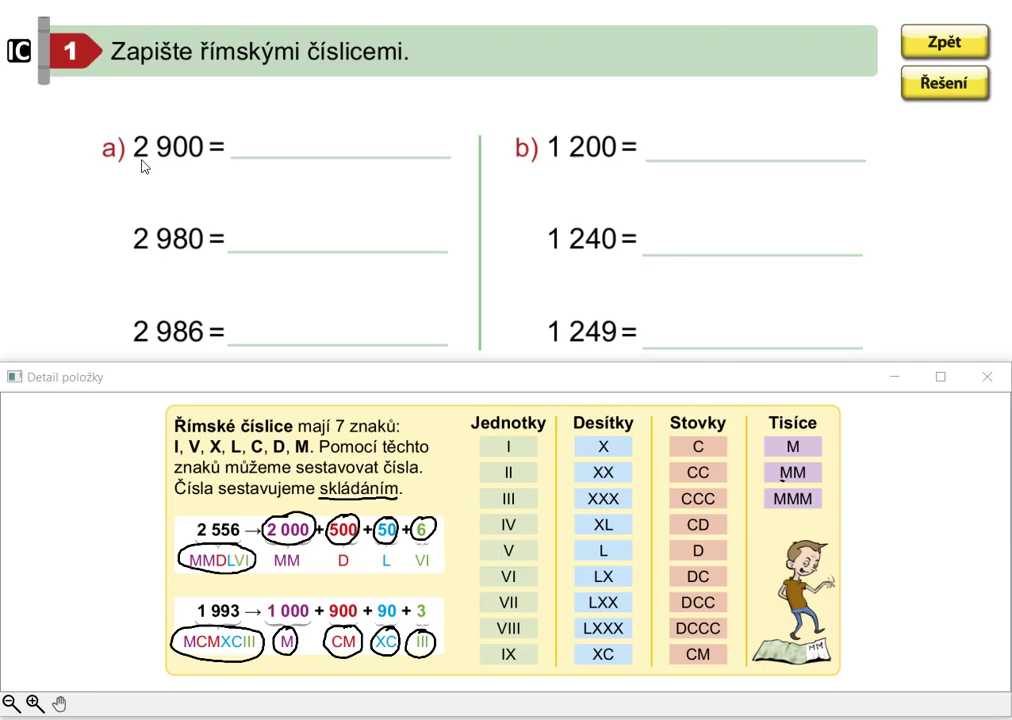 IC 1 Zapište římskými číslicemi.
Zpět
Řešení
a) 2 900 =
2 980 =
2 986 =
b) 1 200 =
1 240 =
1 249 =
Detail položky
Římské číslice mají 7 znaků:
I, V, X, L, C, D, M. Pomocí těchto
znaků můžeme sestavovat čísla.
Čísla sestavujeme skládáním.
2 556 → 2 000 + 500 + 50 + 6
MMDLVI MM D L VI
1 993 → 1 000 + 900 + 90 + 3
MCMXCIII M CM XC III
Jednotky Desítky Stovky Tisíce
I X C M
II XX CC MM
III XXX CCC MMM
IV XL CD
V L D
VI LX DC
VII LXX DCC
VIII LXXX DCCC
IX XC CM
MM